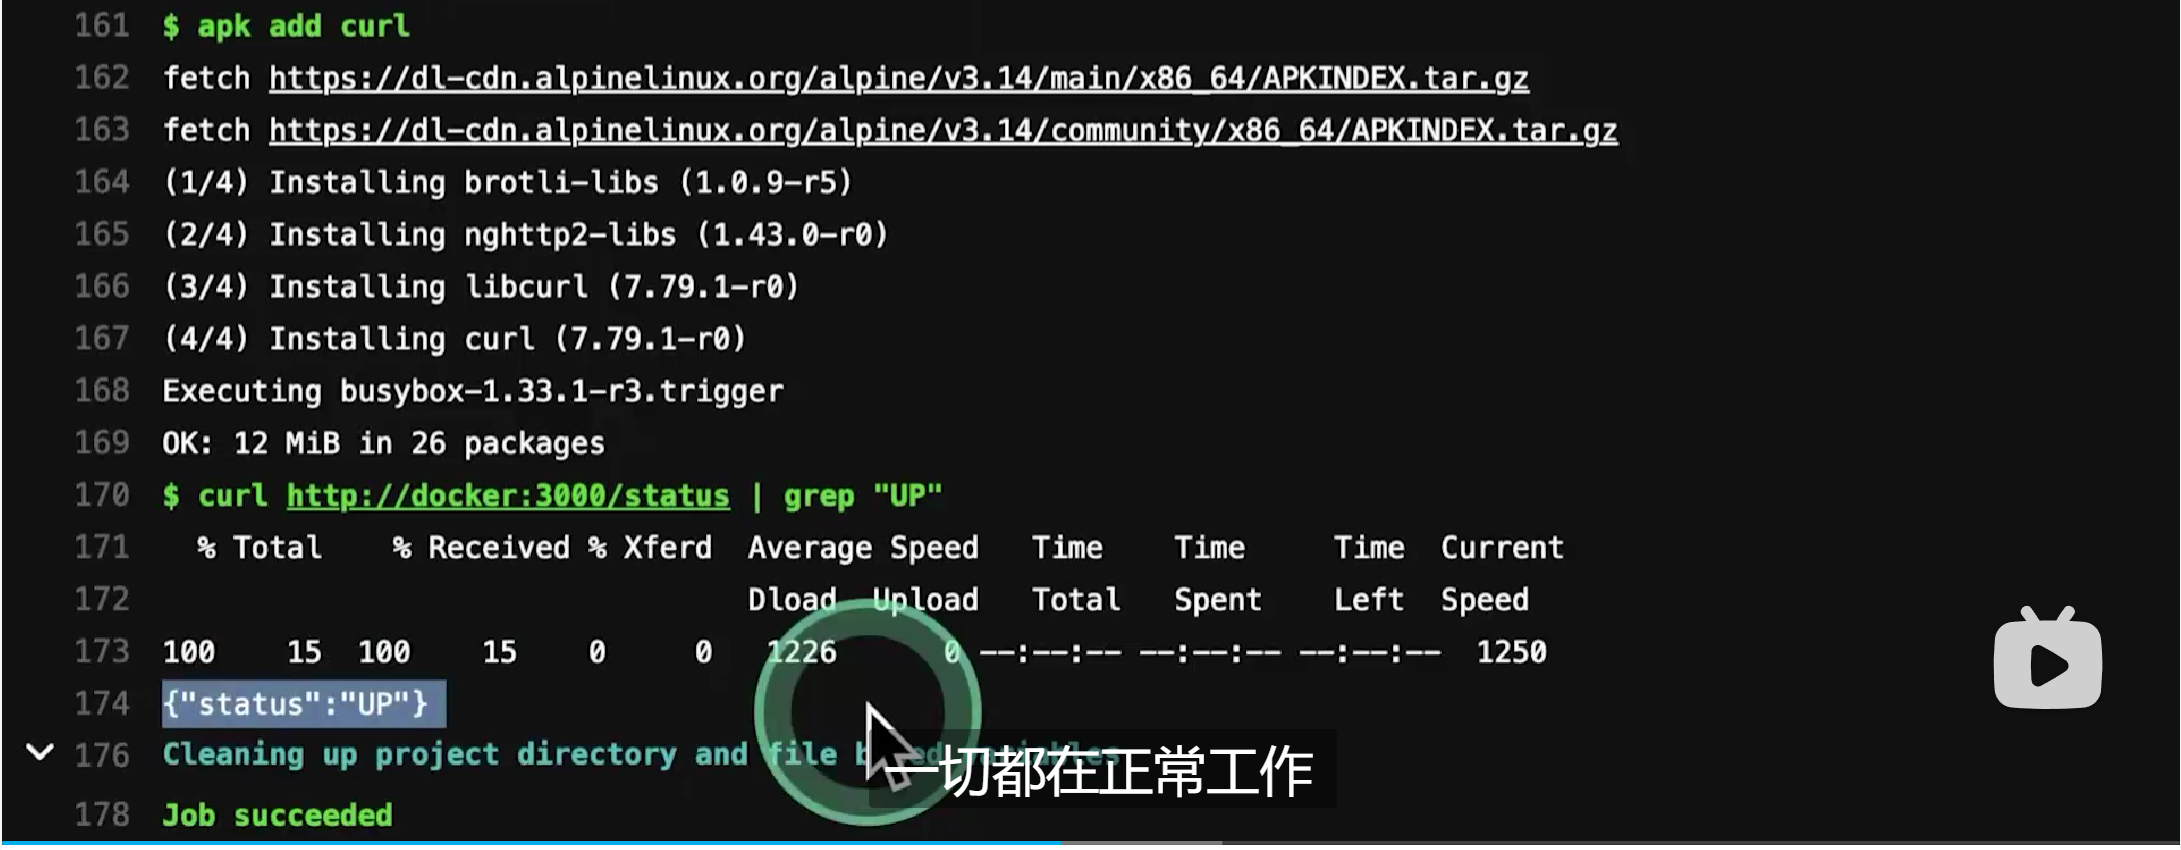 161 $ apk add curl
162 fetch https://dl-cdn.alpinelinux.org/alpine/v3.14/main/x86_64/APKINDEX.tar.gz
163 fetch https://dl-cdn.alpinelinux.org/alpine/v3.14/community/x86_64/APKINDEX.tar.gz
164 (1/4) Installing brotli-libs (1.0.9-r5)
165 (2/4) Installing nghttp2-libs (1.43.0-r0)
166 (3/4) Installing libcurl (7.79.1-r0)
167 (4/4) Installing curl (7.79.1-r0)
168 Executing busybox-1.33.1-r3.trigger
169 OK: 12 MiB in 26 packages
170 $ curl http://docker:3000/status | grep "UP"
171 % Total % Received % Xferd Average Speed Time Time Time Current
172 Dload Upload Total Spent Left Speed
173 100 15 100 15 0 0 1226 0 --:--:-- --:--:-- --:--:-- 1250
174 {"status":"UP"}
176 Cleaning up project directory and file
一切都在正常工作
178 Job succeeded